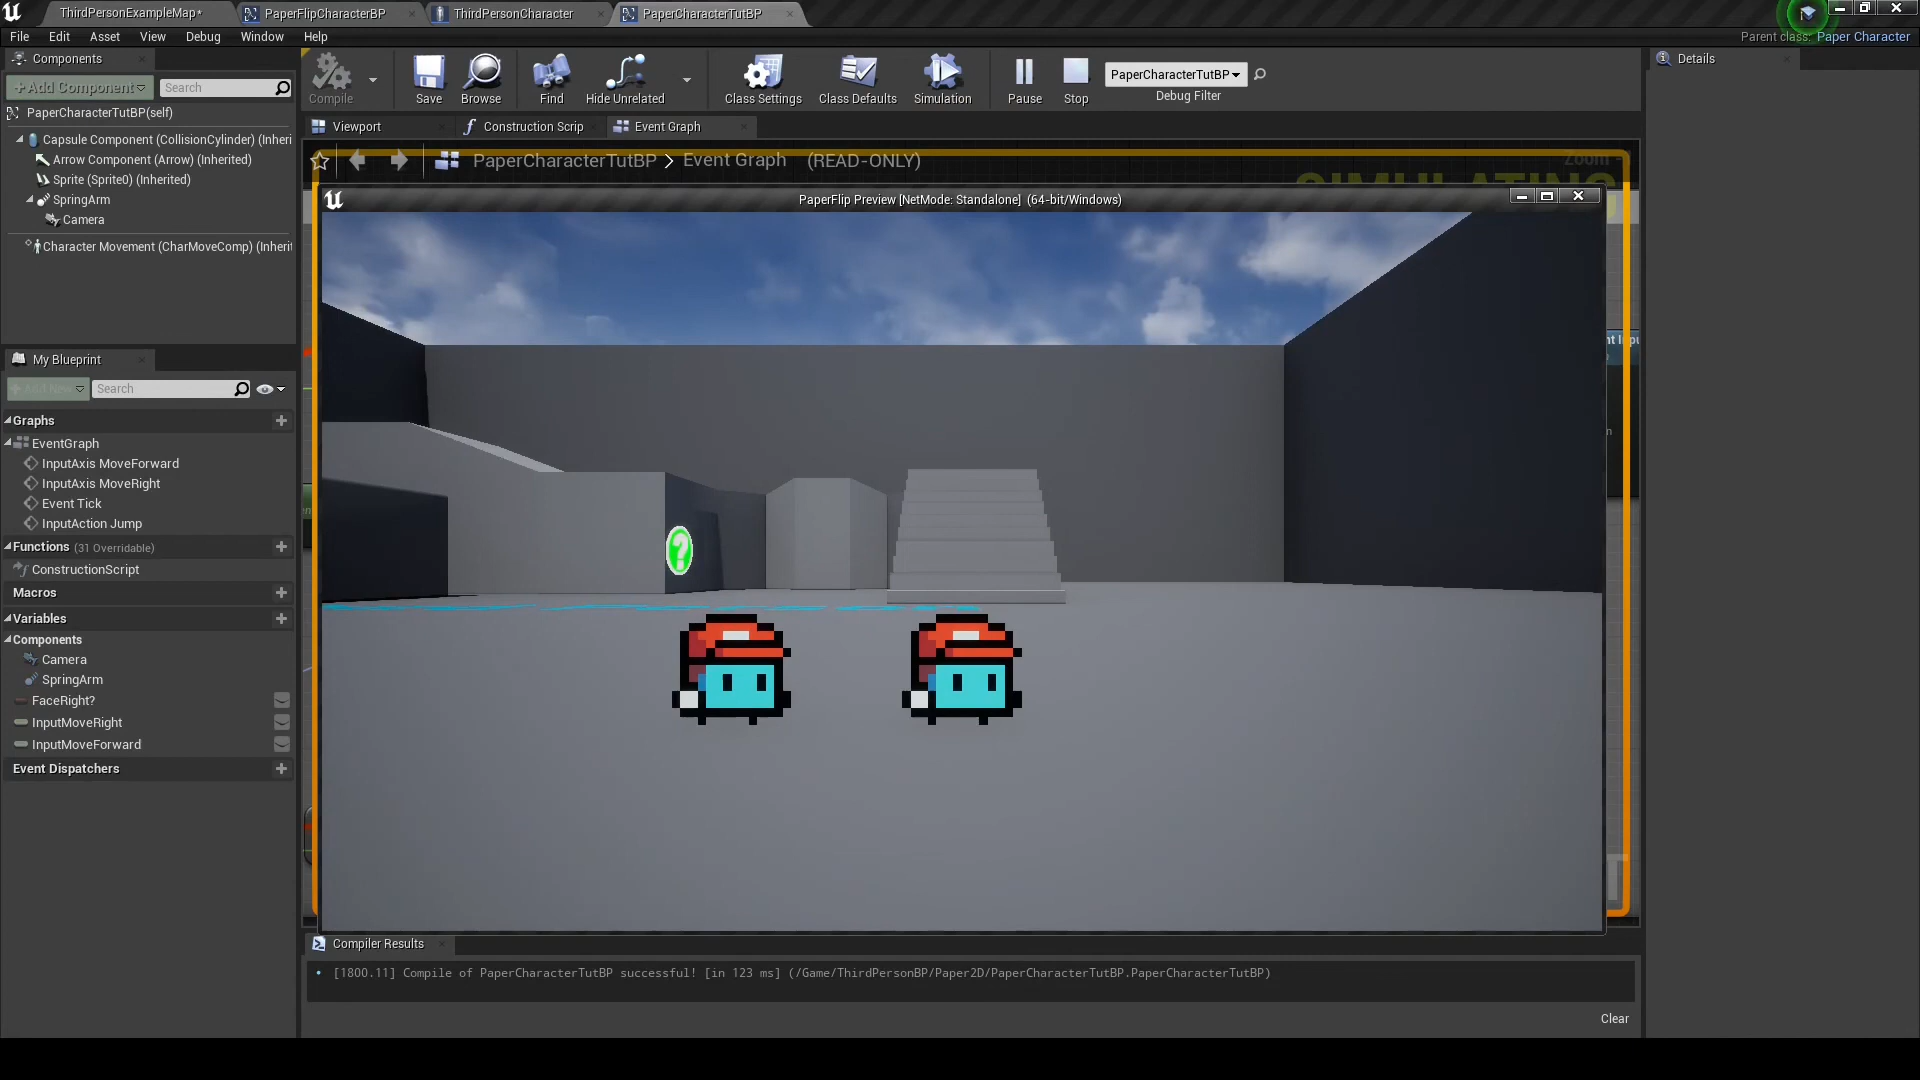 ThirdPersonExampleMap*
PaperFlipCharacterBP
ThirdPersonCharacter
PaperCharacterTutBP
File Edit Asset View Debug Window Help
Parent class: Paper Character
Components
+Add Component
Search
PaperCharacterTutBP(self)
Capsule Component (CollisionCylinder) (Inheri
Arrow Component (Arrow) (Inherited)
Sprite (Sprite0) (Inherited)
SpringArm
Camera
Character Movement (CharMoveComp) (Inherit
My Blueprint
+ Add New
Search
Graphs
EventGraph
InputAxis MoveForward
InputAxis MoveRight
Event Tick
InputAction Jump
Functions (31 Overridable)
ConstructionScript
Macros
Variables
Components
Camera
SpringArm
FaceRight?
InputMoveRight
InputMoveForward
Event Dispatchers
Compile
Save
Browse
Find
Hide Unrelated
Class Settings
Class Defaults
Simulation
Pause
Stop
PaperCharacterTutBP
Debug Filter
Viewport
Construction Scrip
Event Graph
PaperCharacterTutBP > Event Graph (READ-ONLY)
Zoom
SIMULATING
PaperFlip Preview [NetMode: Standalone] (64-bit/Windows)
?
Compiler Results
[1800.11] Compile of PaperCharacterTutBP successful! [in 123 ms] (/Game/ThirdPersonBP/Paper2D/PaperCharacterTutBP.PaperCharacterTutBP)
Clear
Details